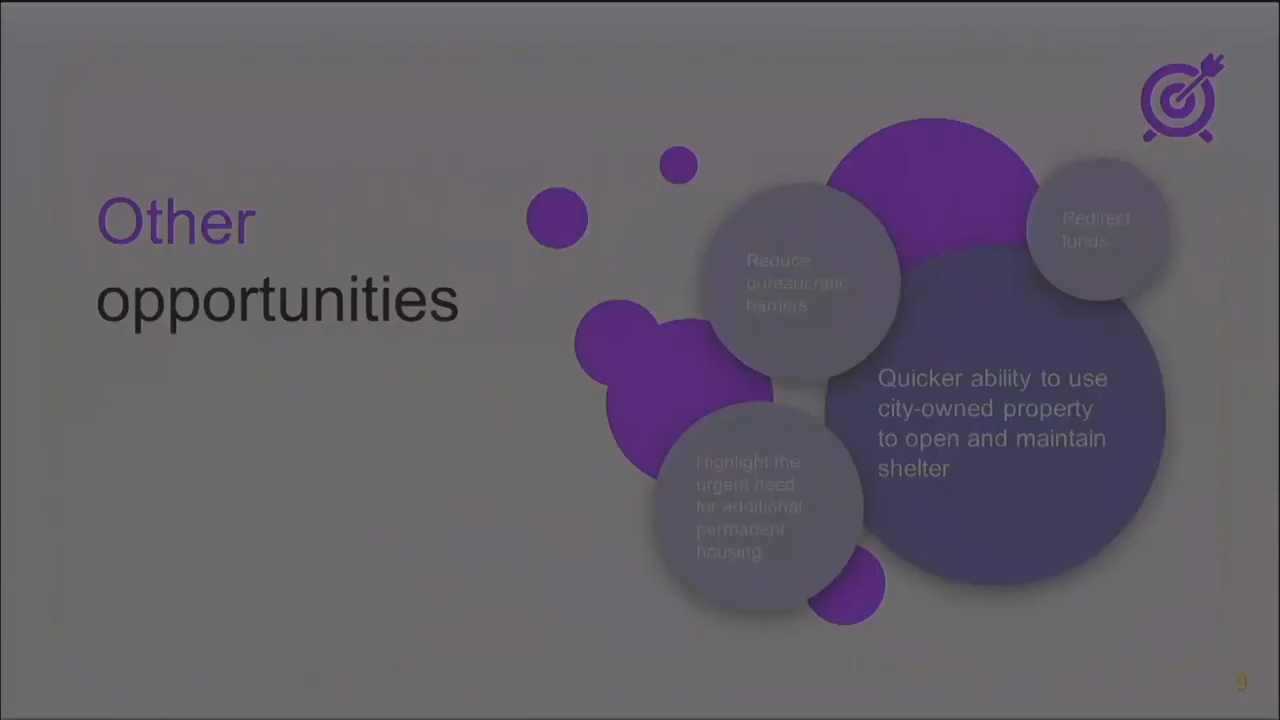 Other
opportunities
Redirect
funds
Reduce
bureaucratic
barriers
Quicker ability to use
city-owned property
to open and maintain
shelter
Highlight the
urgent need
for additional
permanent
housing
9